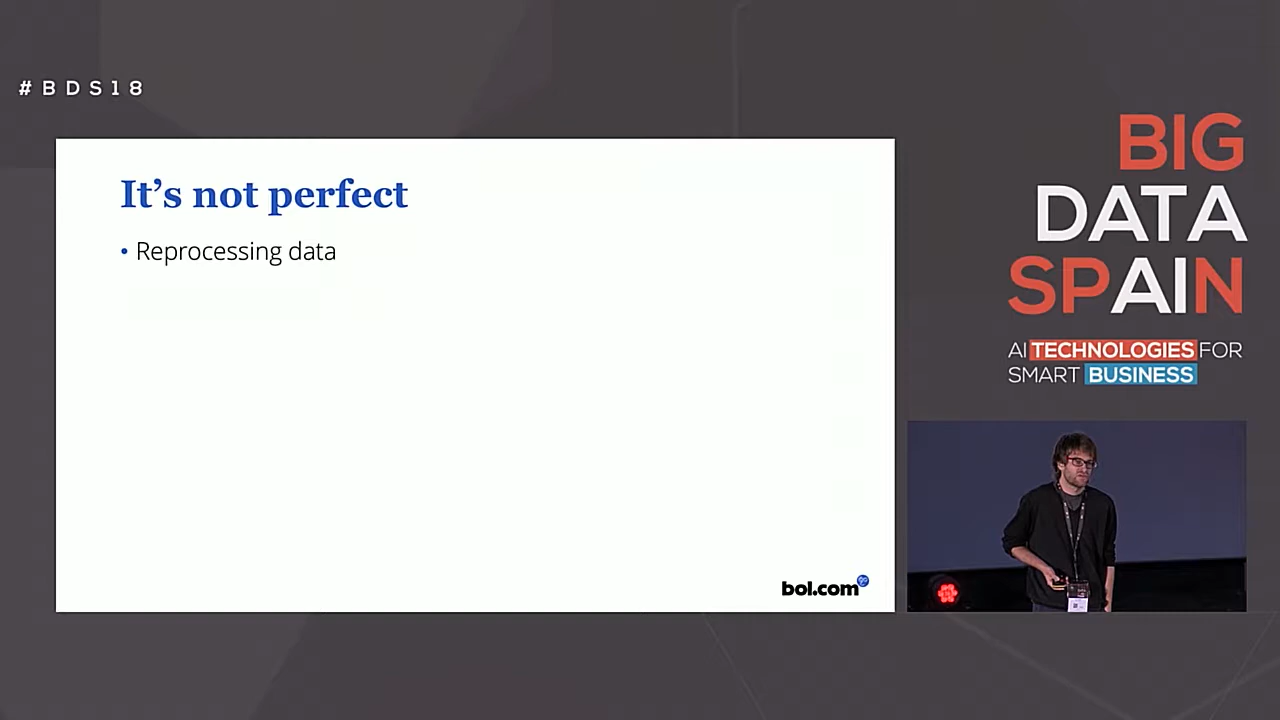 #BDS18
It's not perfect
• Reprocessing data
bol.com
BIG
DATA
SPAIN
AI TECHNOLOGIES FOR
SMART BUSINESS